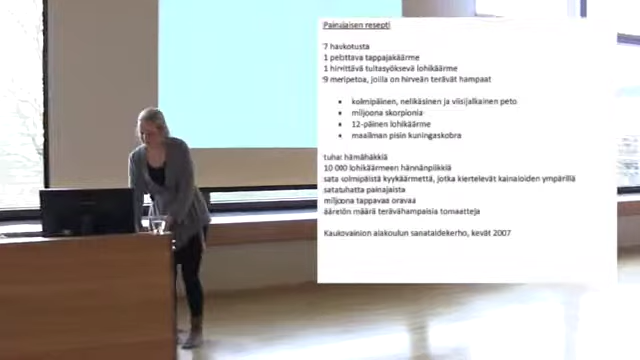 Painajaisen resepti
7 haukotusta
1 pelottava tappajakäärme
1 hirvittävä tultasyöksevä lohikäärme
9 meripetoa, joilla on hirveän terävät hampaat
• kolmipäinen, nelikäsinen ja viisijalkainen peto
• miljoona skorpionia
• 12-päinen lohikäärme
• maailman pisin kuningaskobra
tuhat hämähäkkiä
10 000 lohikäärmeen hännänpiikkiä
sata kolmipäistä kyykäärmettä, jotka kiertelevät kainaloiden ympärillä
satatuhatta painajaista
miljoona tappavaa oravaa
ääretön määrä terävähampaisia tomaatteja
Kaukovainion alakoulun sanataidekerho, kevät 2007